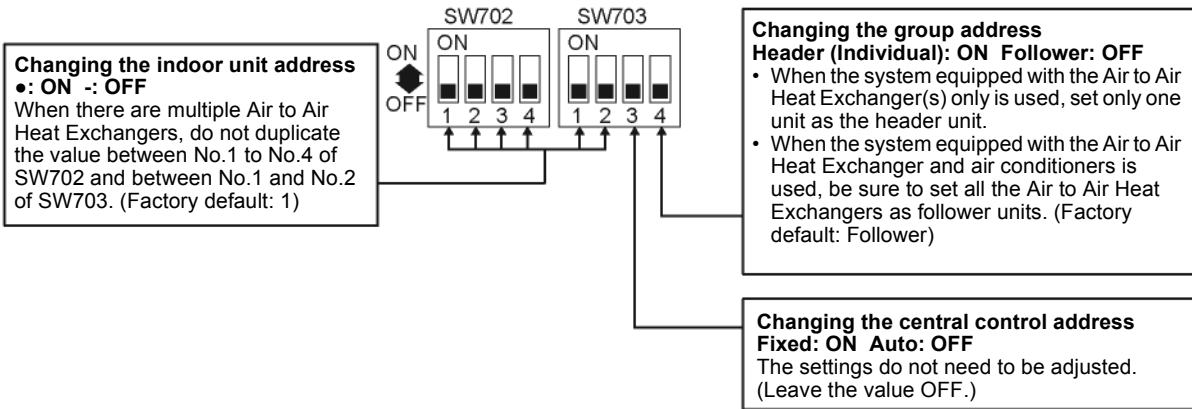 SW702 SW703
ON ON
ON
OFF
1 2 3 4 1 2 3 4
Changing the indoor unit address
●: ON -: OFF
When there are multiple Air to Air
Heat Exchangers, do not duplicate
the value between No.1 to No.4 of
SW702 and between No.1 and No.2
of SW703. (Factory default: 1)
Changing the group address
Header (Individual): ON Follower: OFF
• When the system equipped with the Air to Air
Heat Exchanger(s) only is used, set only one
unit as the header unit.
• When the system equipped with the Air to Air
Heat Exchanger and air conditioners is
used, be sure to set all the Air to Air Heat
Exchangers as follower units. (Factory
default: Follower)
Changing the central control address
Fixed: ON Auto: OFF
The settings do not need to be adjusted.
(Leave the value OFF.)